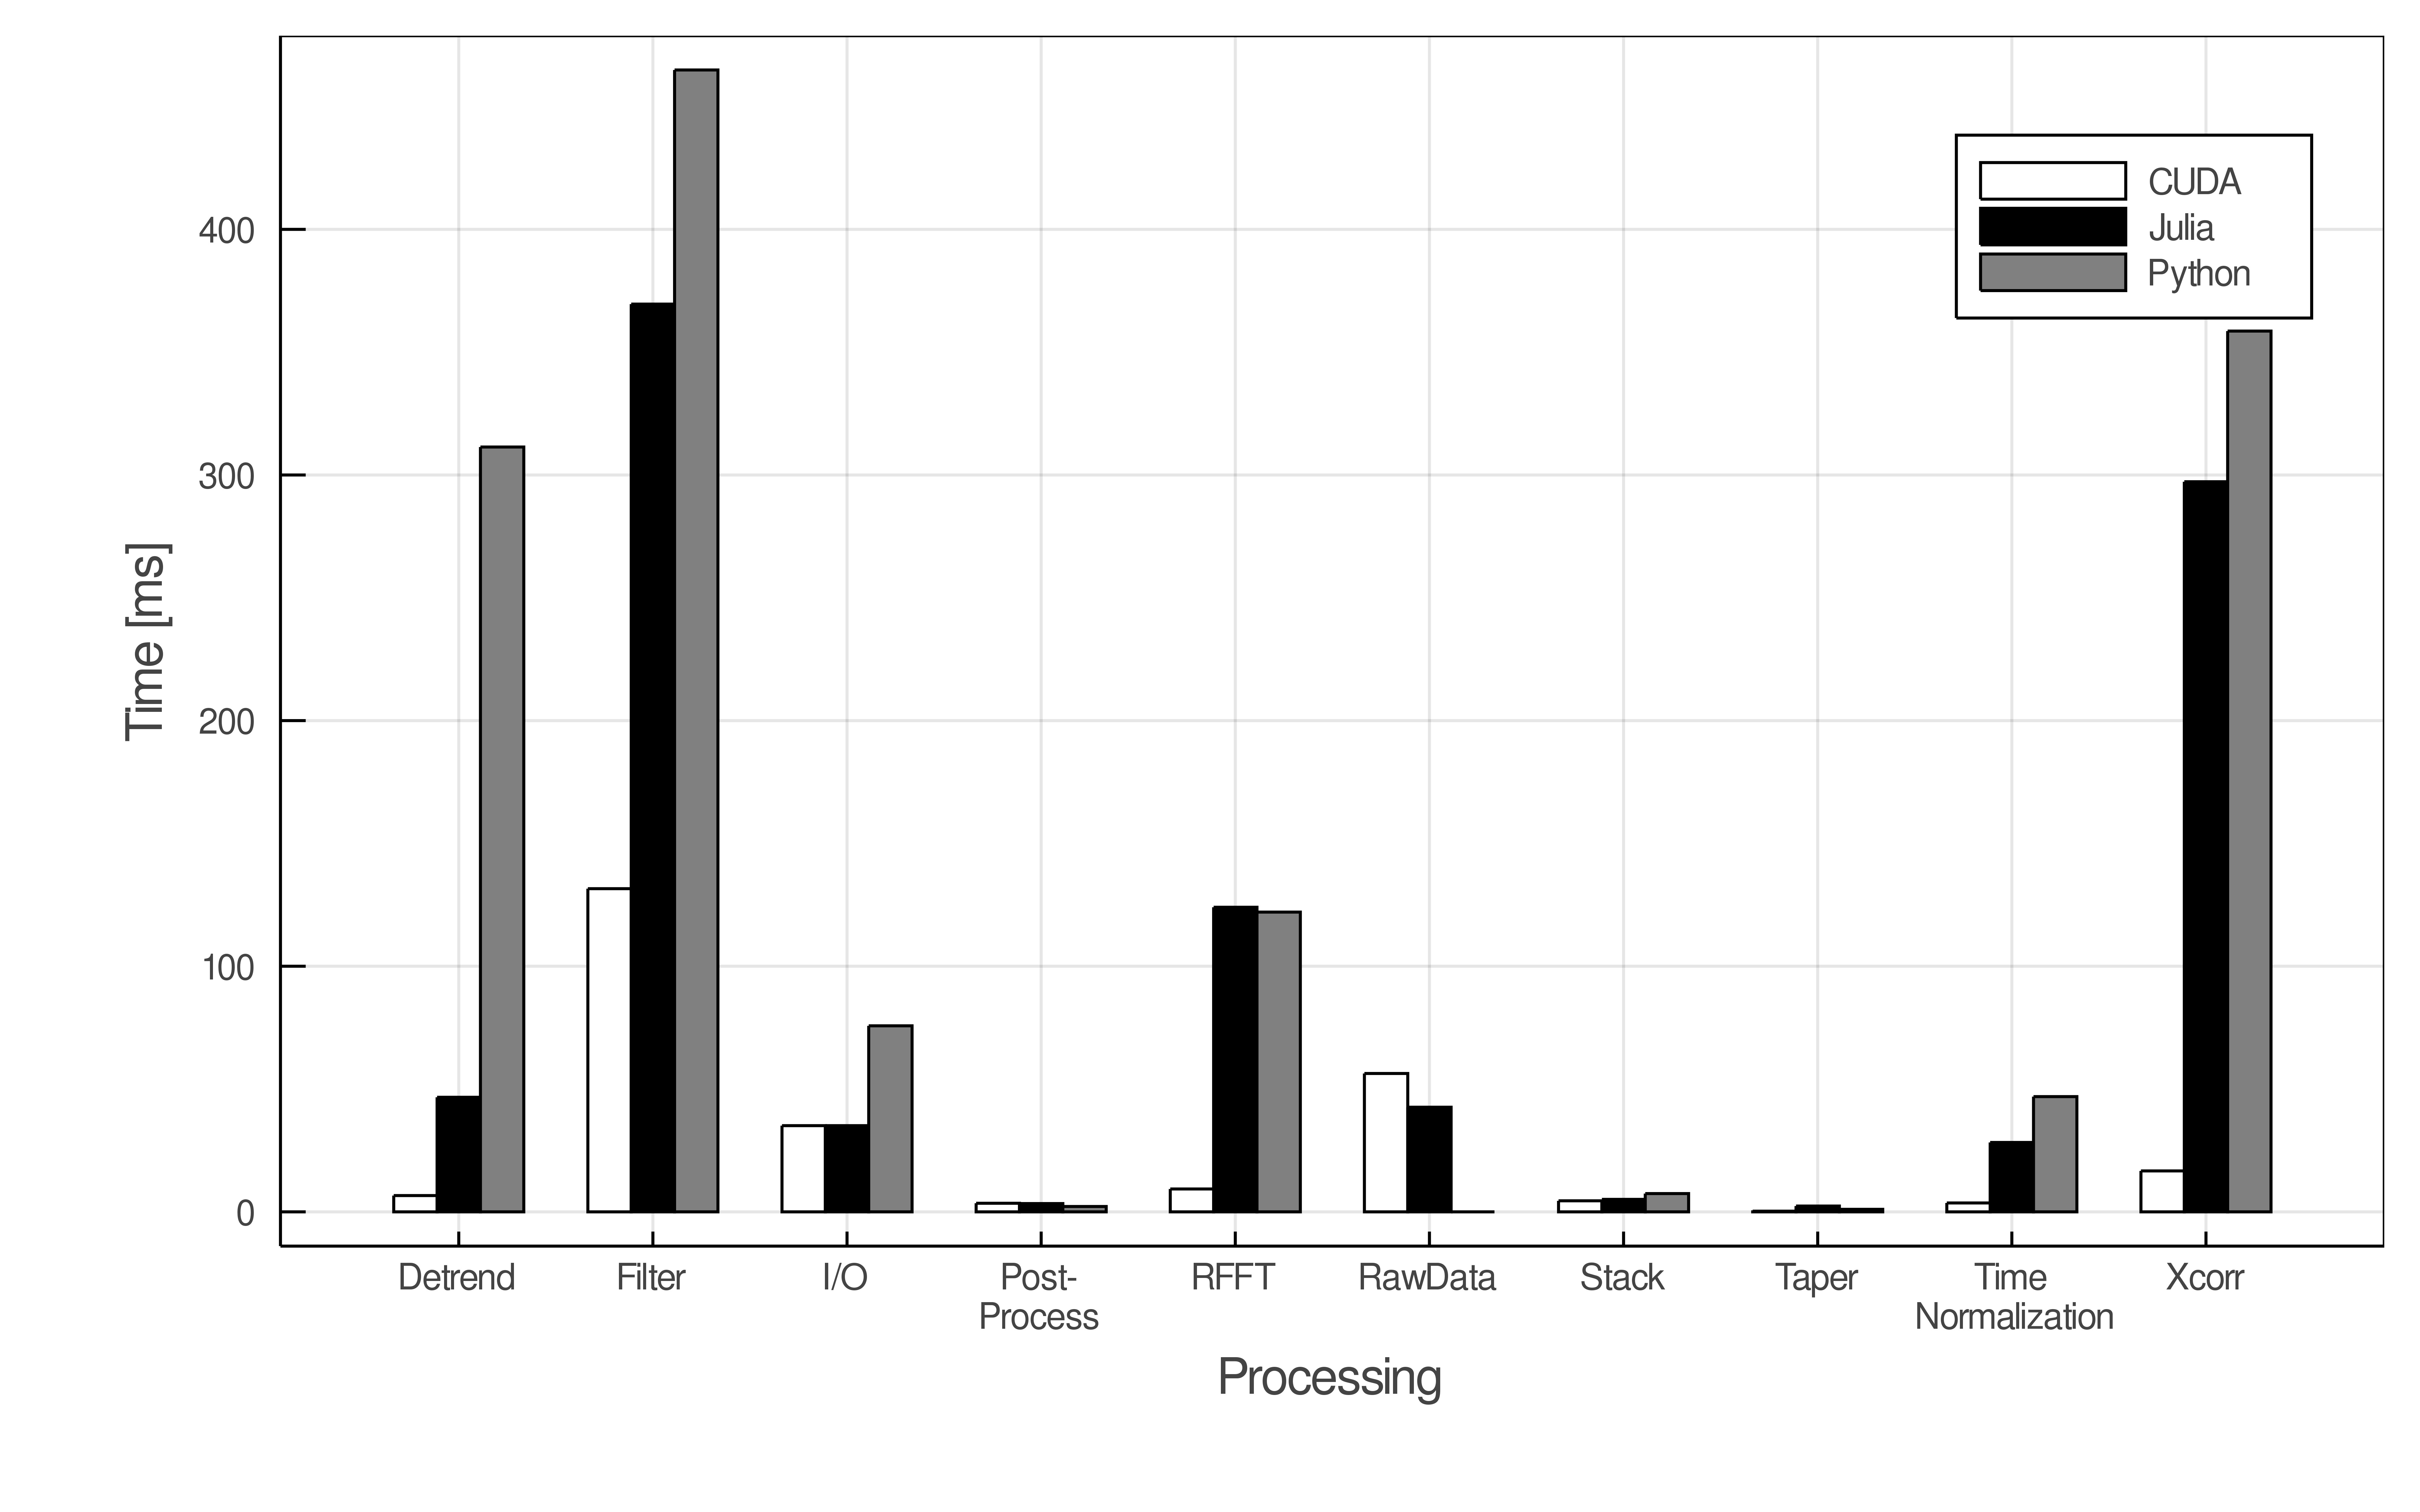 CUDA
Julia
Python
400
300
200
100
0
Time [ms]
Detrend
Filter
I/O
Post-
Process
RFFT
RawData
Stack
Taper
Time
Normalization
Xcorr
Processing